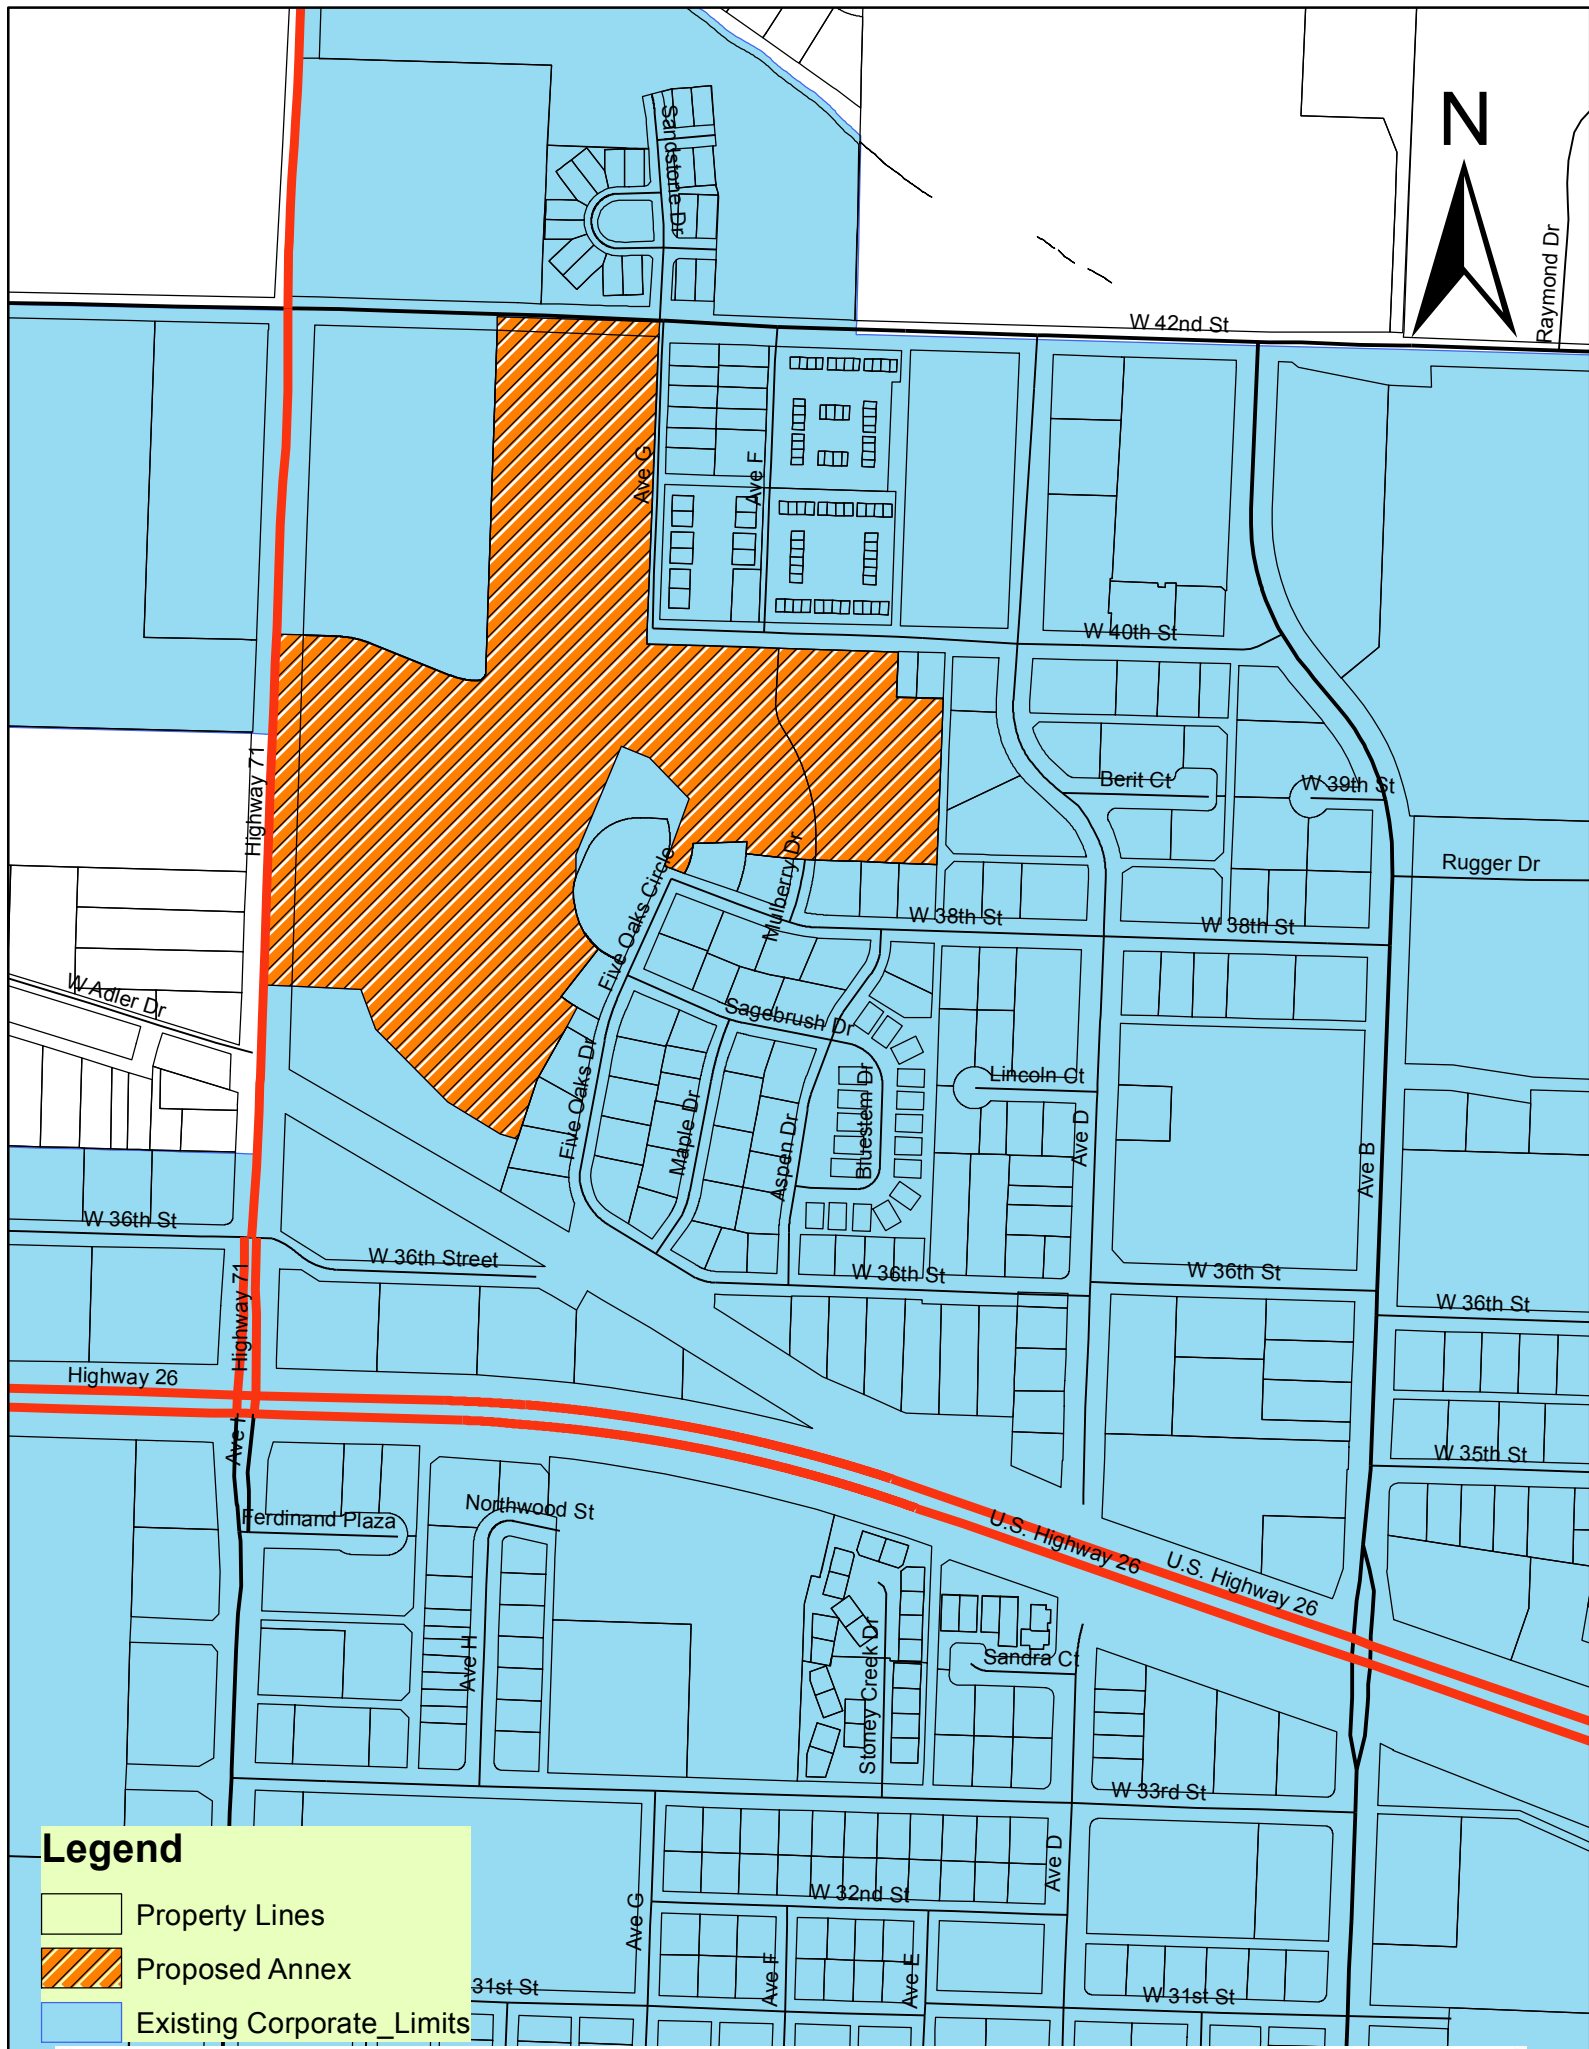 Sandstone Dr
N
Raymond Dr
W 42nd St
Ave G
Ave F
W 40th St
Highway 71
Berit Ct
W 39th St
Rugger Dr
Five Oaks Circle
Mulberry Dr
W 38th St
W 38th St
W Adler Dr
Sagebrush Dr
Five Oaks Dr
Maple Dr
Aspen Dr
Bluestem Dr
Lincoln Ct
Ave D
Ave B
W 36th St
W 36th Street
W 36th St
W 36th St
W 36th St
Highway 71
Highway 26
Ave I
W 35th St
Ferdinand Plaza
Northwood St
U.S. Highway 26
U.S. Highway 26
Ave H
Stoney Creek Dr
Sandra Ct
W 33rd St
Ave D
W 32nd St
Ave G
Ave F
Ave E
31st St
W 31st St
Legend
Property Lines
Proposed Annex
Existing Corporate_Limits